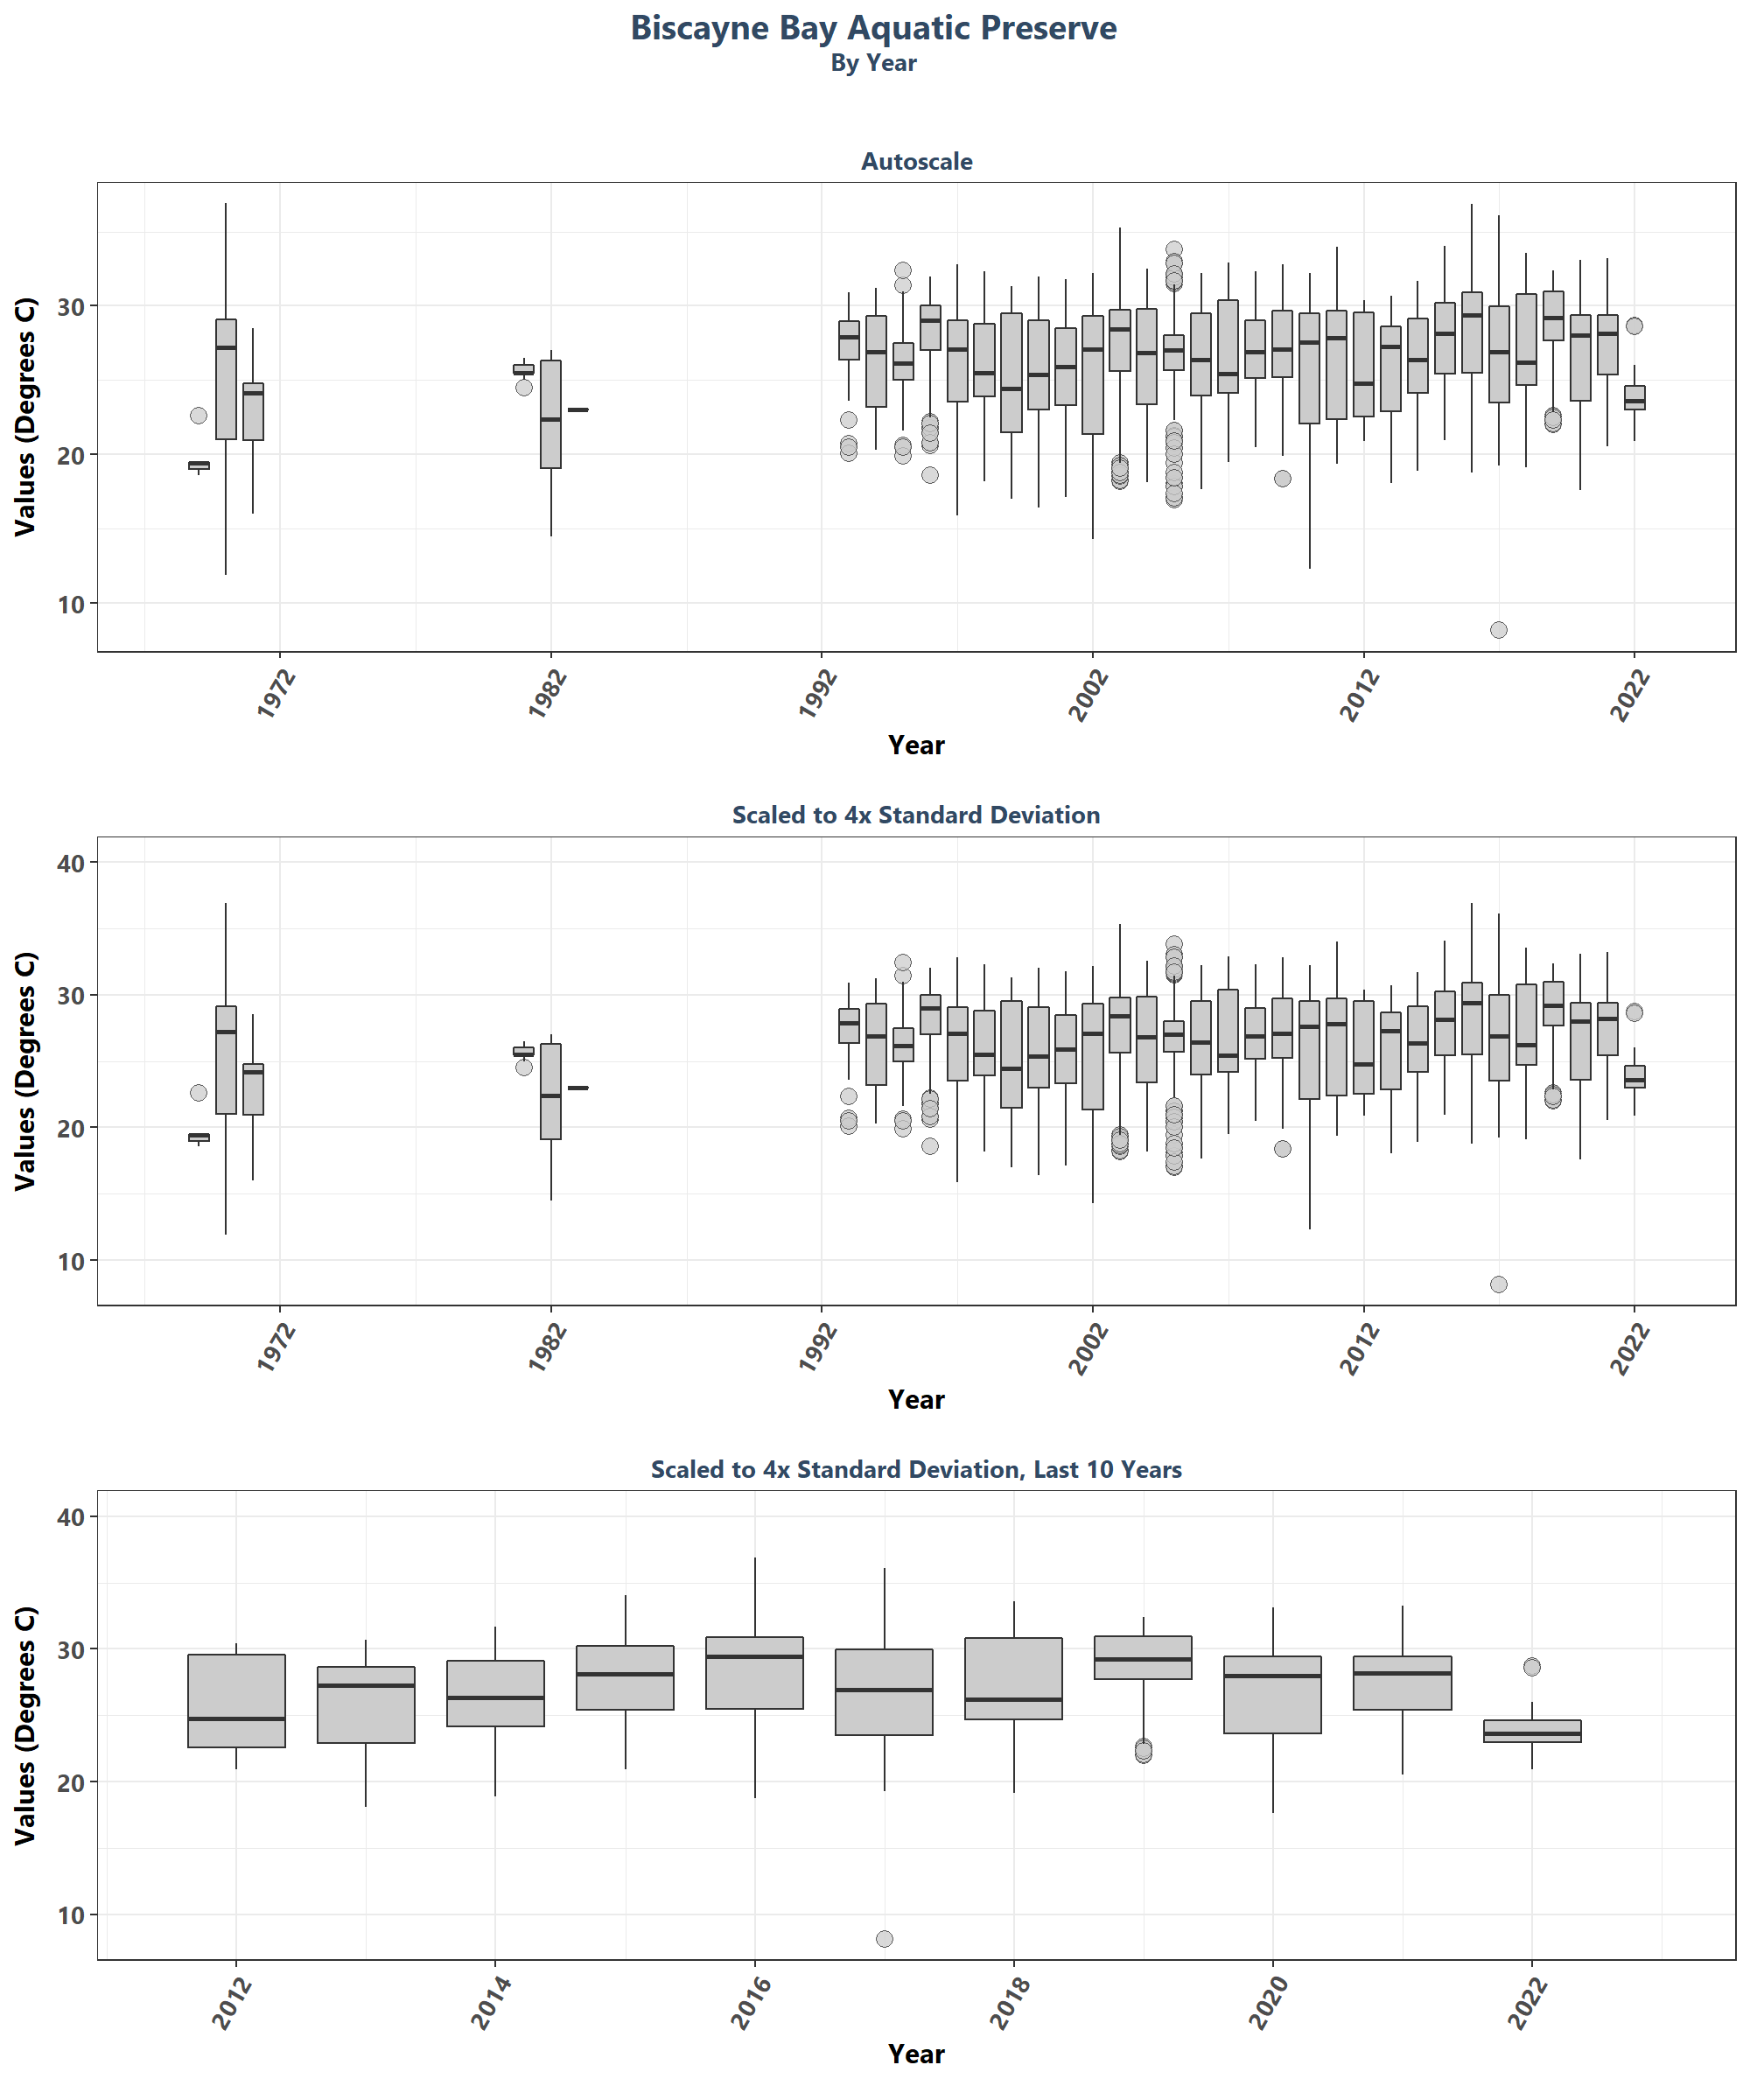 Biscayne Bay Aquatic Preserve
By Year
Autoscale
Values (Degrees C)
30
20
10
1972
1982
1992
2002
2012
2022
Year
Scaled to 4x Standard Deviation
Values (Degrees C)
40
30
20
10
1972
1982
1992
2002
2012
2022
Year
Scaled to 4x Standard Deviation, Last 10 Years
Values (Degrees C)
40
30
20
10
2012
2014
2016
2018
2020
2022
Year